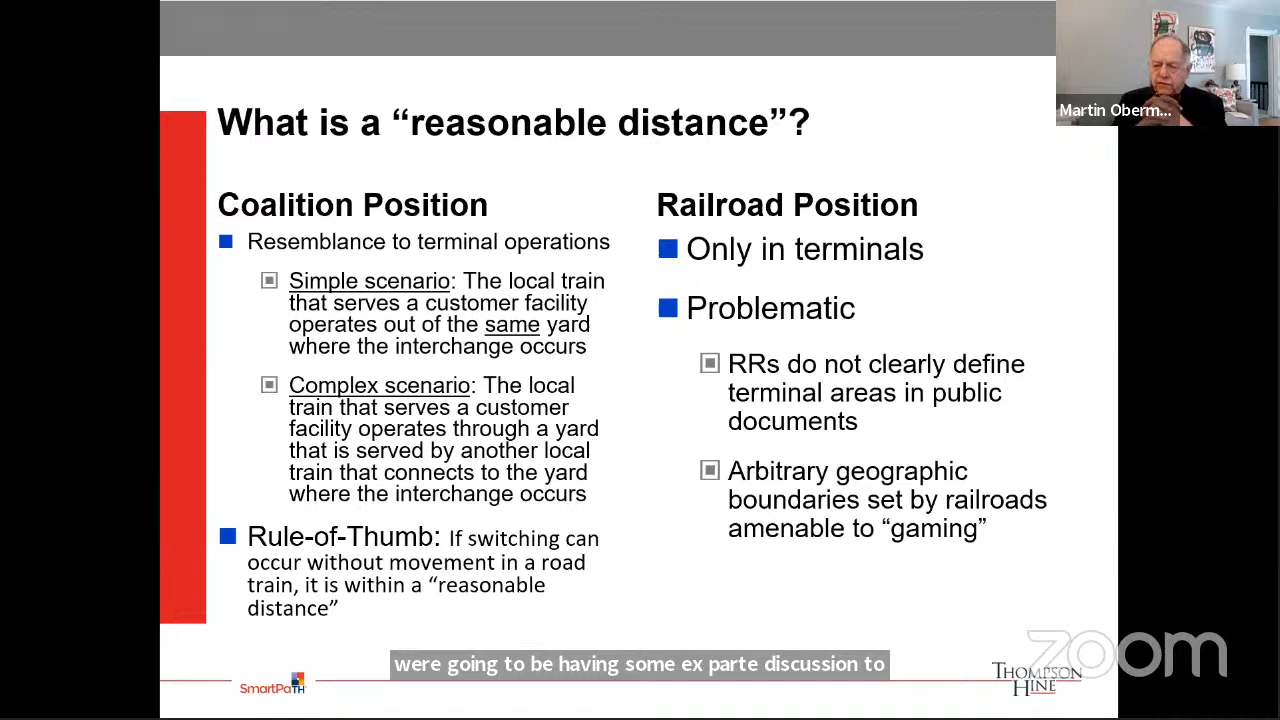 What is a “reasonable distance”?
Martin Oberm...
Coalition Position
Resemblance to terminal operations
Simple scenario: The local train
that serves a customer facility
operates out of the same yard
where the interchange occurs
Complex scenario: The local
train that serves a customer
facility operates through a yard
that is served by another local
train that connects to the yard
where the interchange occurs
Rule-of-Thumb: If switching can
occur without movement in a road
train, it is within a “reasonable
distance”
Railroad Position
Only in terminals
Problematic
RRs do not clearly define
terminal areas in public
documents
Arbitrary geographic
boundaries set by railroads
amenable to “gaming”
were going to be having some ex parte discussion to
SmartPaTH
THOMPSON
HINE
zoom